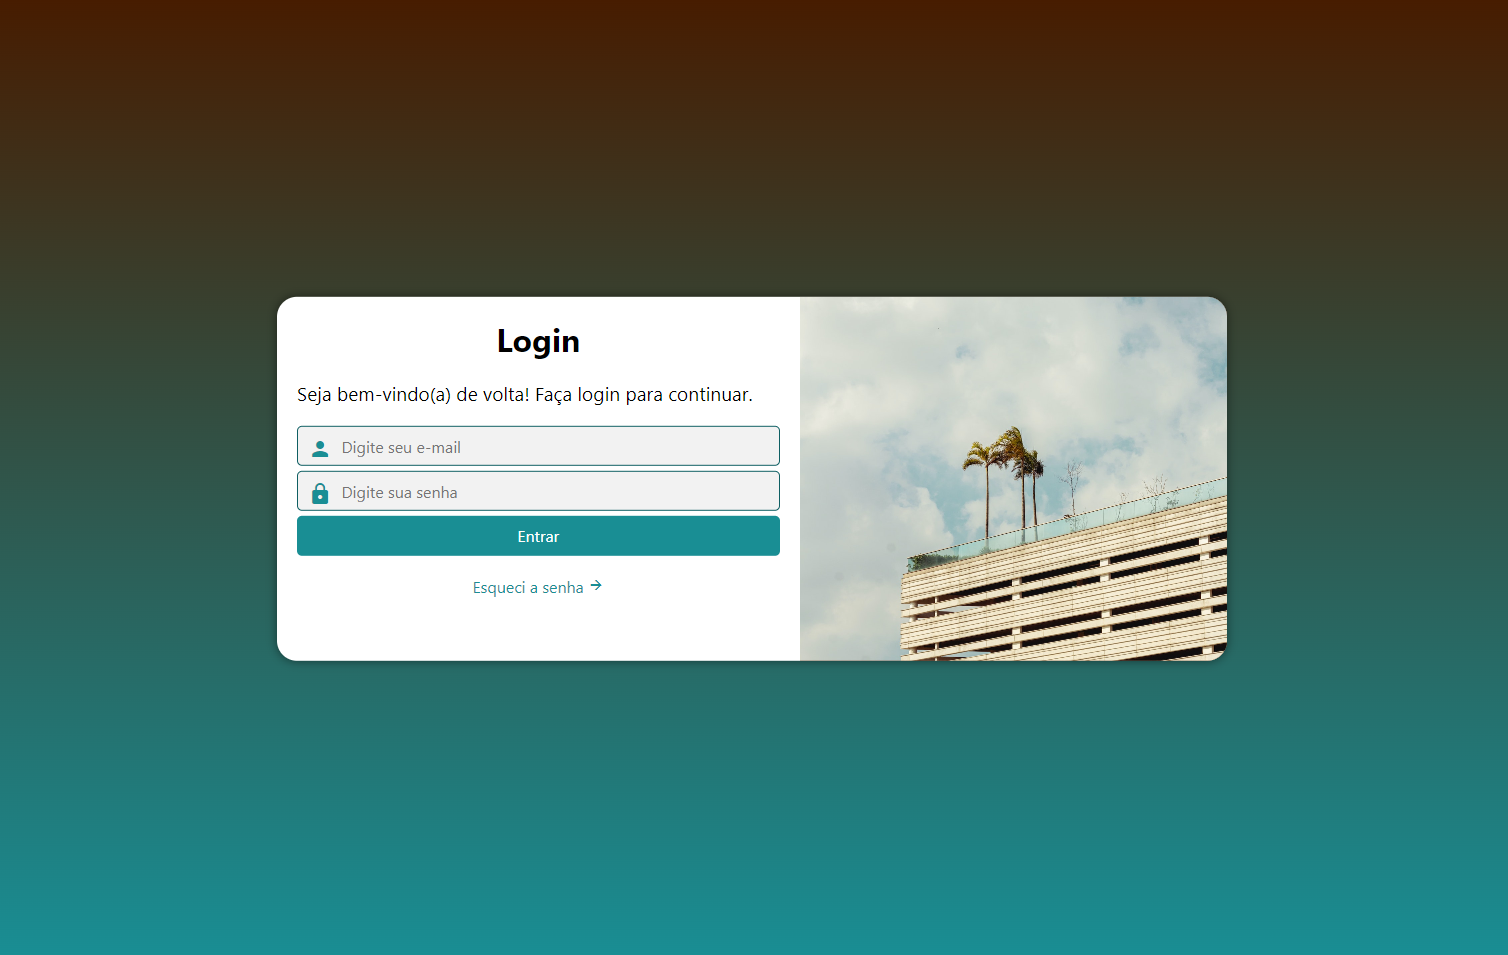 Login
Seja bem-vindo(a) de volta! Faça login para continuar.
Digite seu e-mail
Digite sua senha
Entrar
Esqueci a senha →